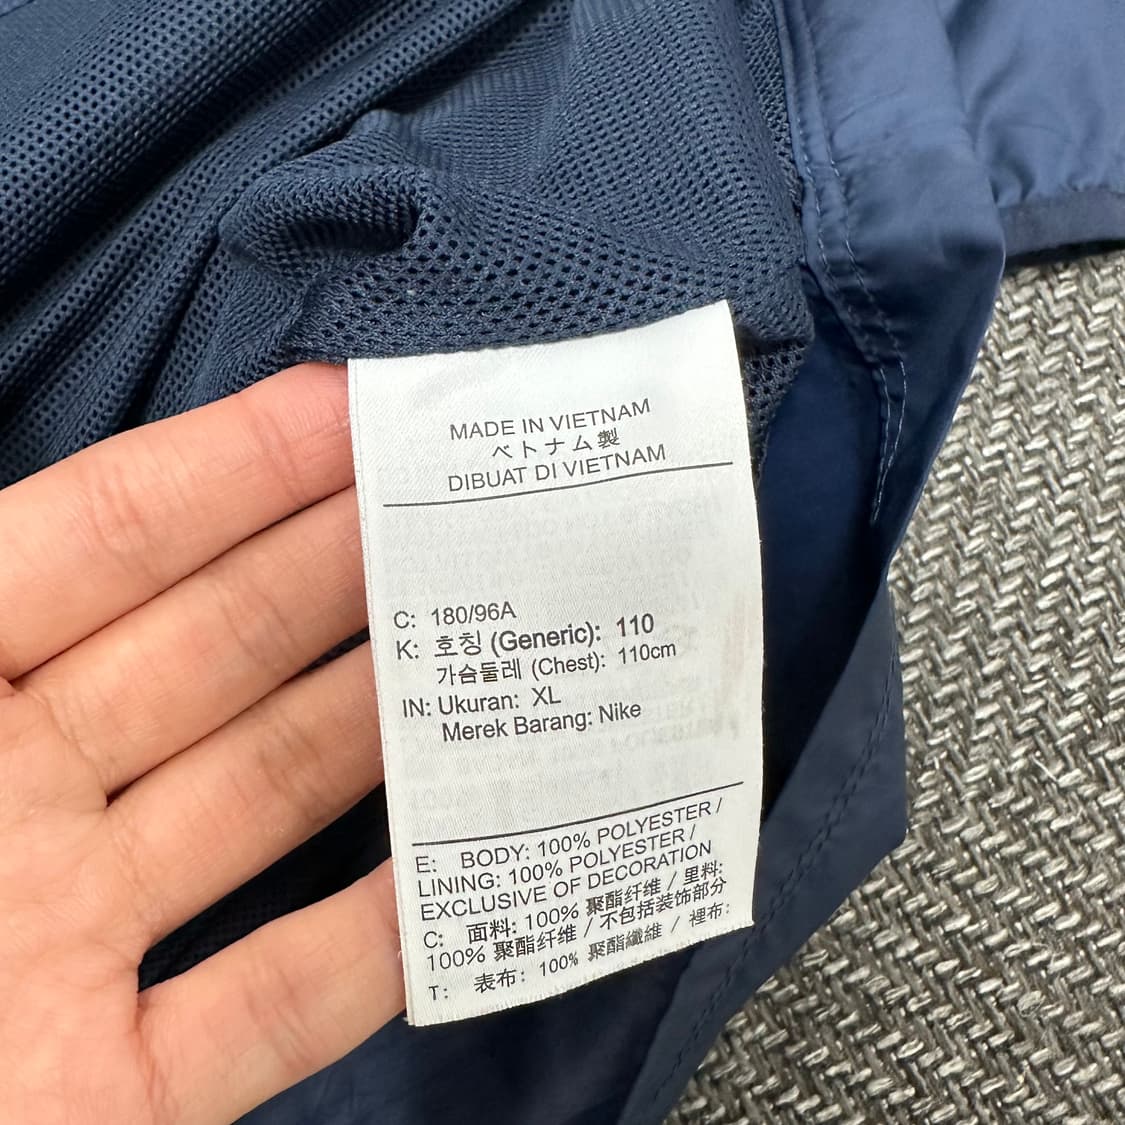 MADE IN VIETNAM
ベトナム製
DIBUAT DI VIETNAM
C: 180/96A
K: 호칭 (Generic): 110
가슴둘레 (Chest): 110cm
IN: Ukuran: XL
Merek Barang: Nike
E: BODY: 100% POLYESTER /
LINING: 100% POLYESTER /
EXCLUSIVE OF DECORATION
C: 面料: 100% 聚酯纤维 / 里料:
100% 聚酯纤维 / 不包括装饰部分
T: 表布: 100% 聚酯纖維 / 裡布: